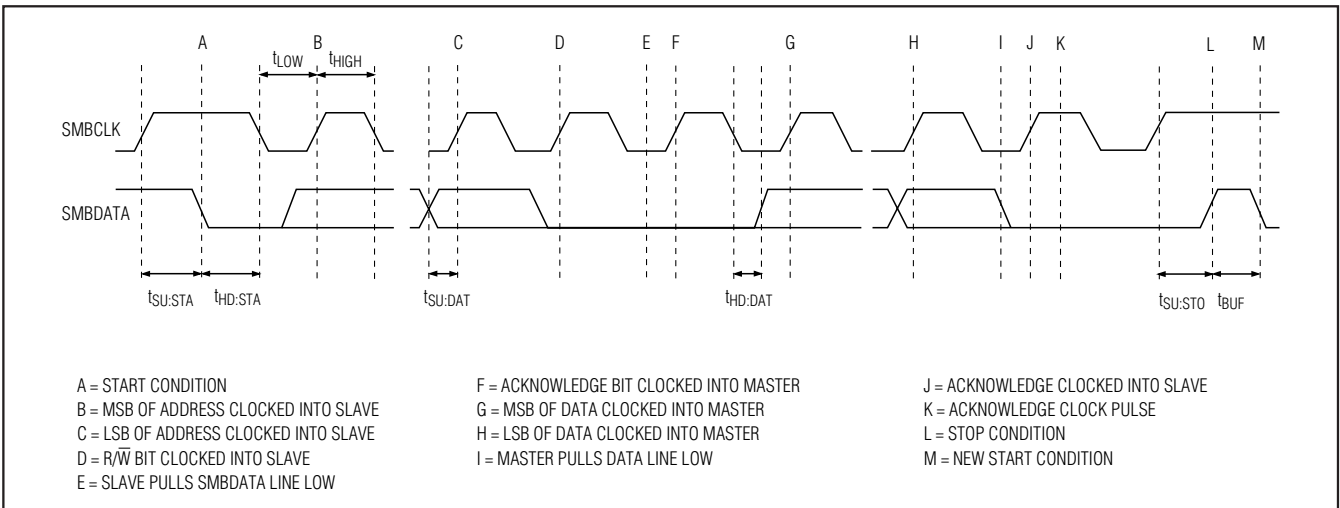 A B C D E F G H I J K L M
tLOW tHIGH
SMBCLK
SMBDATA
tSU:STA tHD:STA tSU:DAT tHD:DAT tSU:STO tBUF
A = START CONDITION
B = MSB OF ADDRESS CLOCKED INTO SLAVE
C = LSB OF ADDRESS CLOCKED INTO SLAVE
D = R/W̅ BIT CLOCKED INTO SLAVE
E = SLAVE PULLS SMBDATA LINE LOW
F = ACKNOWLEDGE BIT CLOCKED INTO MASTER
G = MSB OF DATA CLOCKED INTO MASTER
H = LSB OF DATA CLOCKED INTO MASTER
I = MASTER PULLS DATA LINE LOW
J = ACKNOWLEDGE CLOCKED INTO SLAVE
K = ACKNOWLEDGE CLOCK PULSE
L = STOP CONDITION
M = NEW START CONDITION